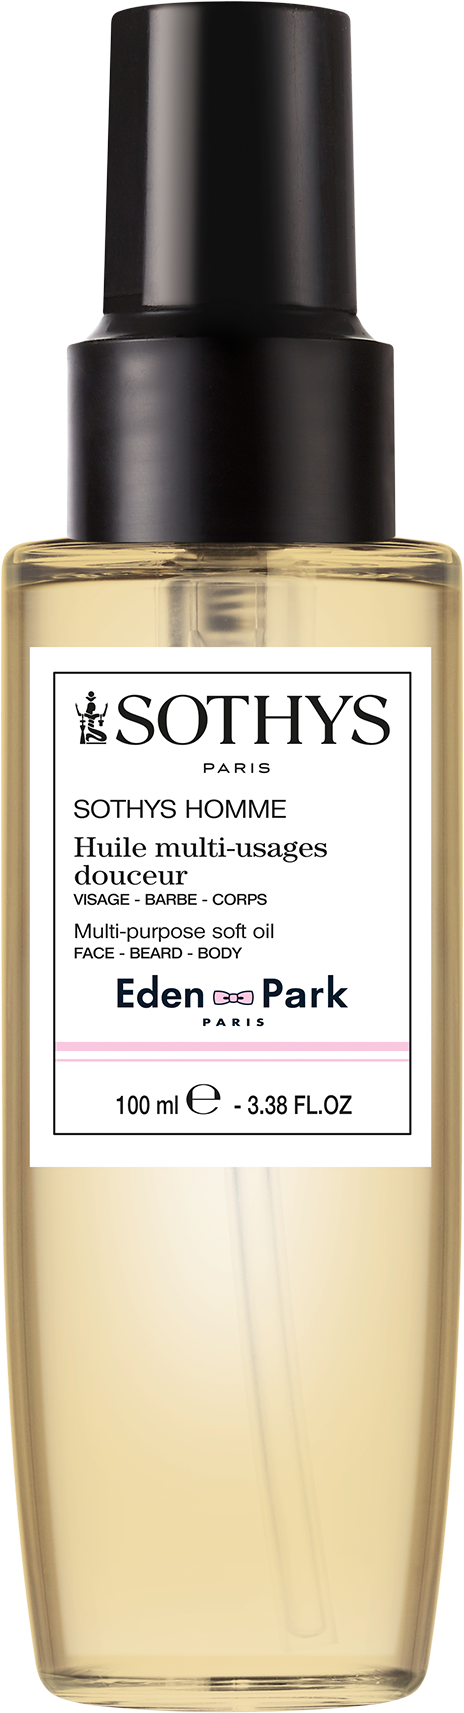 SOTHYS
PARIS
SOTHYS HOMME
Huile multi-usages
douceur
VISAGE - BARBE - CORPS
Multi-purpose soft oil
FACE - BEARD - BODY
Eden Park
PARIS
100 ml ℮ - 3.38 FL.OZ